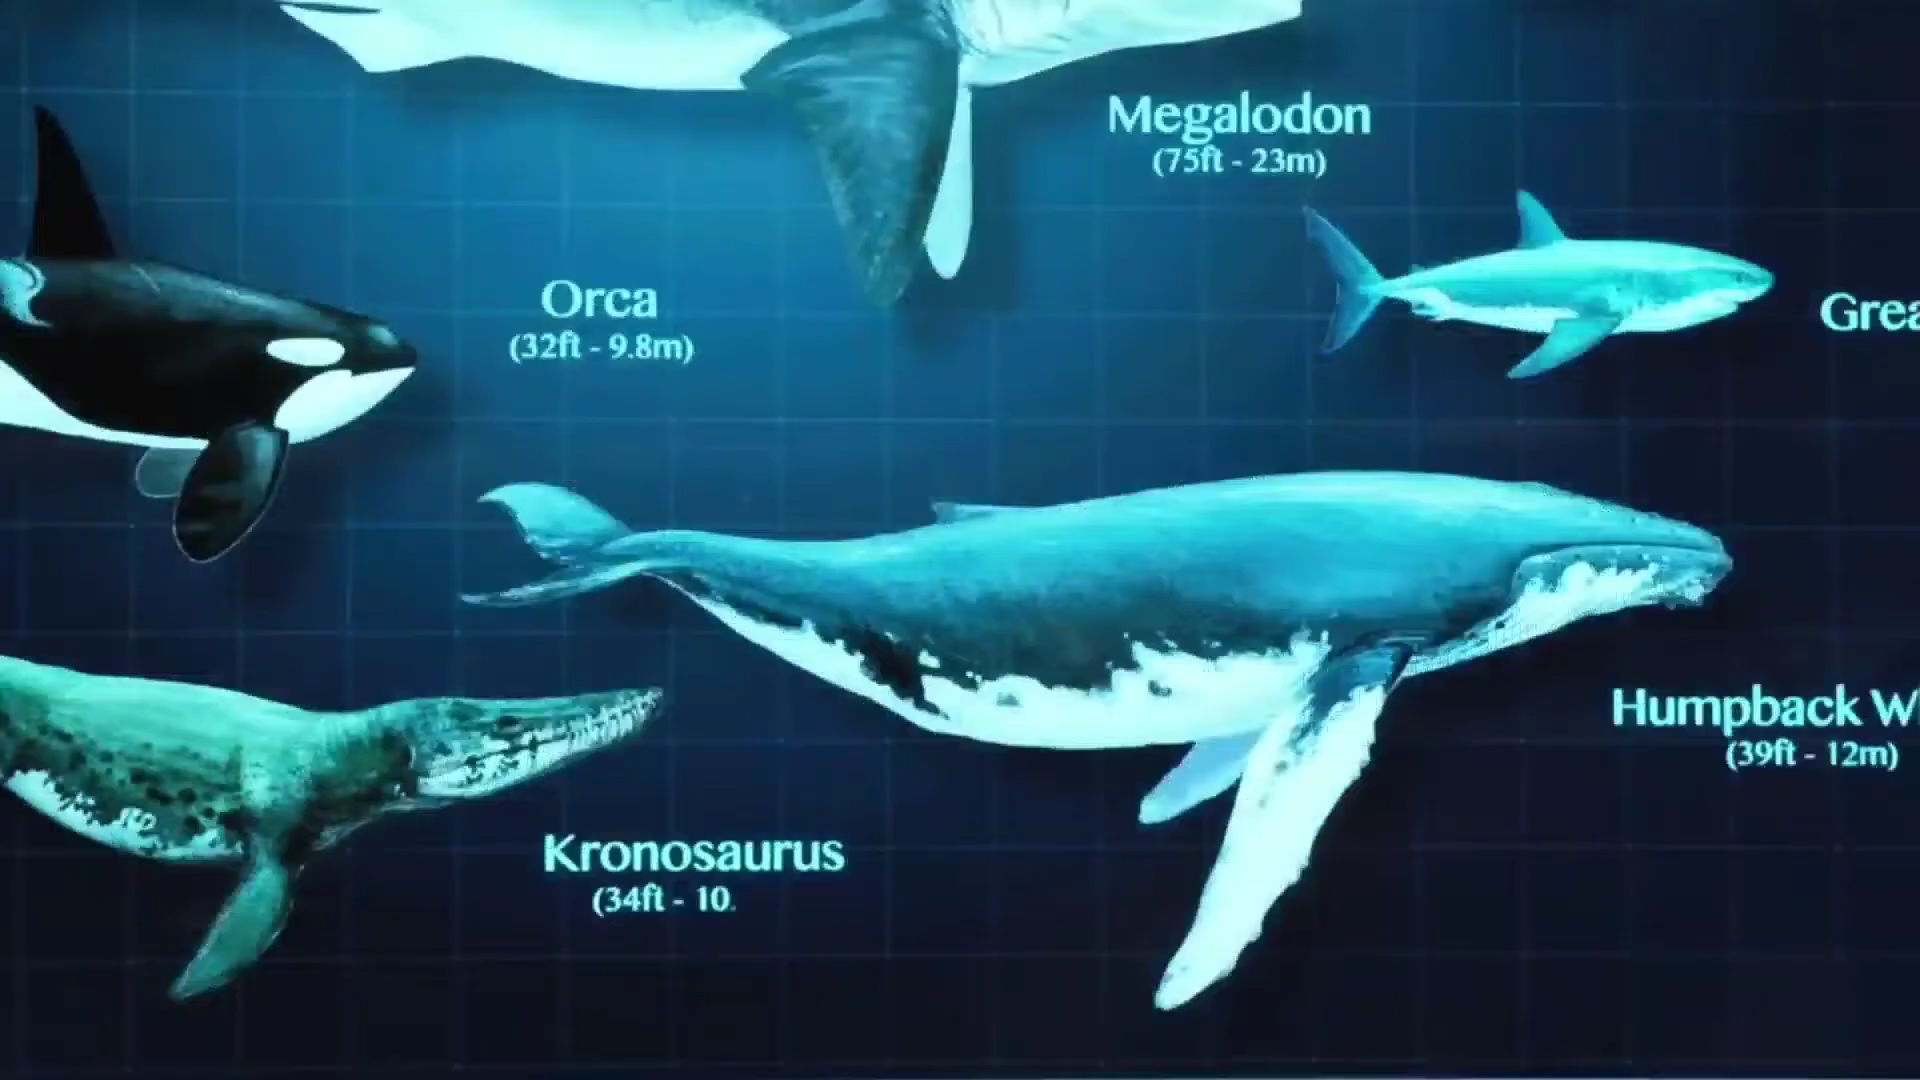 Megalodon
(75ft - 23m)
Orca
(32ft - 9.8m)
Humpback
(39ft - 12m)
Kronosaurus
(34ft - 10.